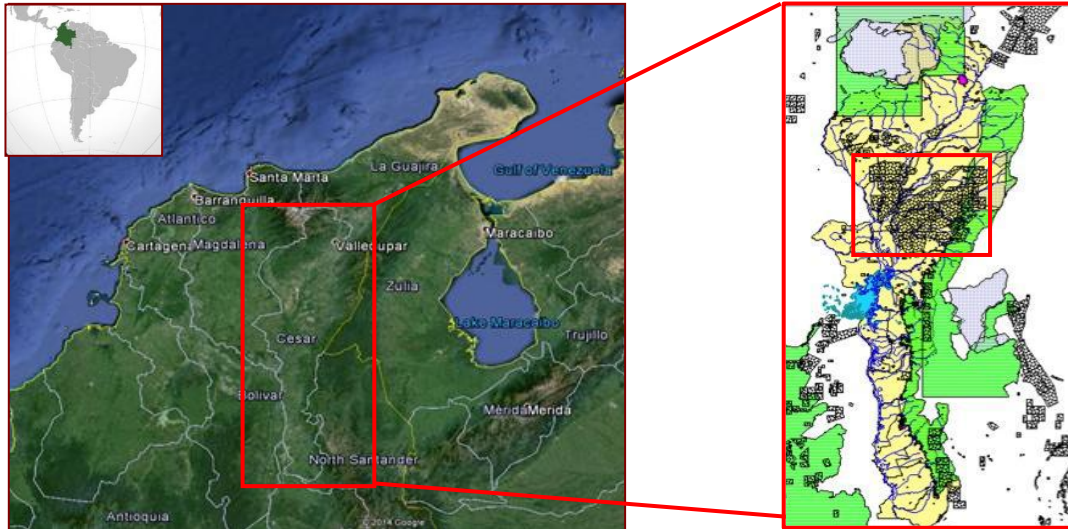 La Guajira
Gulf of Venezuela
Santa Marta
Barranquilla
Atlantico
Cartagena
Magdalena
Valledupar
Maracaibo
Zulia
Lake Maracaibo
Trujillo
Cesar
Bolivar
Mérida
Merida
North Santander
Antioquia
© 2014 Google